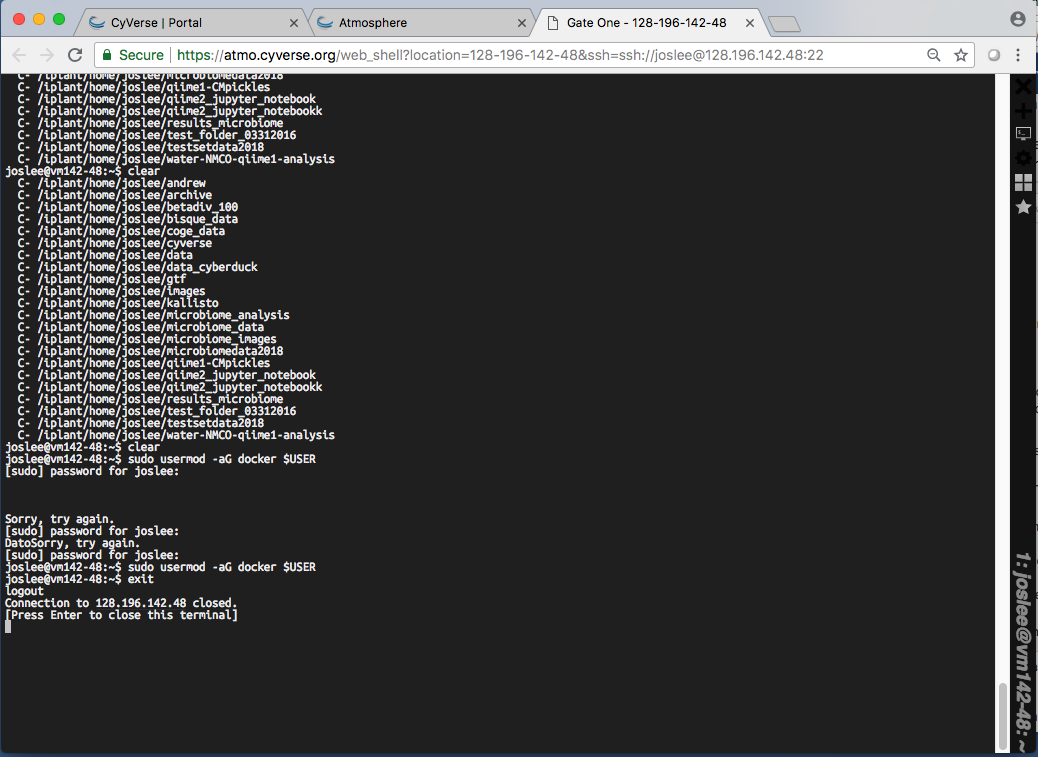 CyVerse | Portal
Atmosphere
Gate One - 128-196-142-48
Secure
https://atmo.cyverse.org/web_shell?location=128-196-142-48&ssh=ssh://joslee@128.196.142.48:22
C- /iplant/home/joslee/microbiomedata2018
C- /iplant/home/joslee/qiime1-CMpickles
C- /iplant/home/joslee/qiime2_jupyter_notebook
C- /iplant/home/joslee/qiime2_jupyter_notebookk
C- /iplant/home/joslee/results_microbiome
C- /iplant/home/joslee/test_folder_03312016
C- /iplant/home/joslee/testsetdata2018
C- /iplant/home/joslee/water-NMCO-qiime1-analysis
joslee@vm142-48:~$ clear
C- /iplant/home/joslee/andrew
C- /iplant/home/joslee/archive
C- /iplant/home/joslee/betadiv_100
C- /iplant/home/joslee/bisque_data
C- /iplant/home/joslee/coge_data
C- /iplant/home/joslee/cyverse
C- /iplant/home/joslee/data
C- /iplant/home/joslee/data_cyberduck
C- /iplant/home/joslee/gtf
C- /iplant/home/joslee/images
C- /iplant/home/joslee/kallisto
C- /iplant/home/joslee/microbiome_analysis
C- /iplant/home/joslee/microbiome_data
C- /iplant/home/joslee/microbiome_images
C- /iplant/home/joslee/microbiomedata2018
C- /iplant/home/joslee/qiime1-CMpickles
C- /iplant/home/joslee/qiime2_jupyter_notebook
C- /iplant/home/joslee/qiime2_jupyter_notebookk
C- /iplant/home/joslee/results_microbiome
C- /iplant/home/joslee/test_folder_03312016
C- /iplant/home/joslee/testsetdata2018
C- /iplant/home/joslee/water-NMCO-qiime1-analysis
joslee@vm142-48:~$ clear
joslee@vm142-48:~$ sudo usermod -aG docker $USER
[sudo] password for joslee:
Sorry, try again.
[sudo] password for joslee:
DatoSorry, try again.
[sudo] password for joslee:
joslee@vm142-48:~$ sudo usermod -aG docker $USER
joslee@vm142-48:~$ exit
logout
Connection to 128.196.142.48 closed.
[Press Enter to close this terminal]
1: joslee@vm142-48: ~